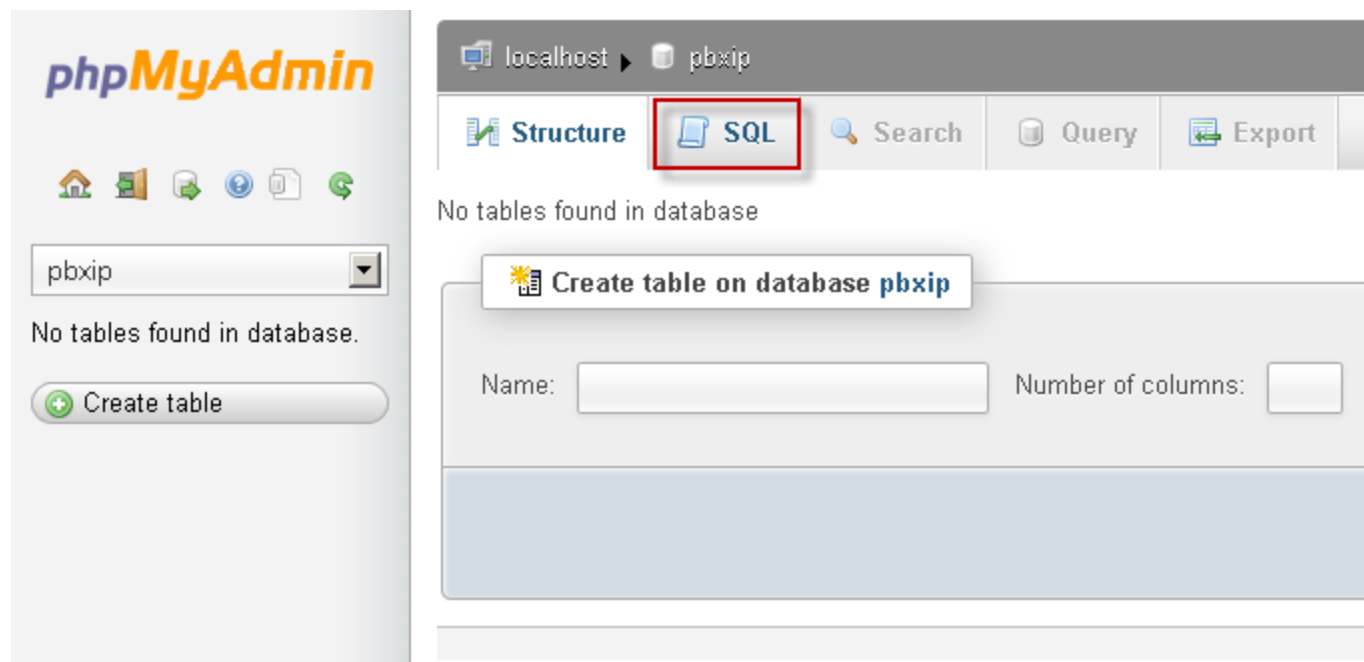 phpMyAdmin
pbxip
No tables found in database.
Create table
localhost pbxip
Structure SQL Search Query Export
No tables found in database
Create table on database pbxip
Name: Number of columns: